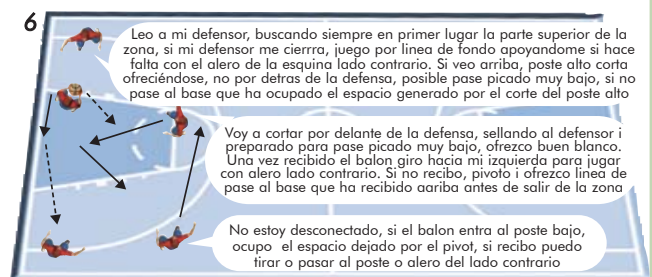 6
Leo a mi defensor, buscando siempre en primer lugar la parte superior de la
zona, si mi defensor me cierrra, juego por linea de fondo apoyandome si hace
falta con el alero de la esquina lado contrario. Si veo arriba, poste alto corta
ofreciéndose, no por detras de la defensa, posible pase picado muy bajo, si no
pase al base que ha ocupado el espacio generado por el corte del poste alto
Voy a cortar por delante de la defensa, sellando al defensor i
preparado para pase picado muy bajo, ofrezco buen blanco.
Una vez recibido el balon giro hacia mi izquierda para jugar
con alero lado contrario. Si no recibo, pivoto i ofrezco linea de
pase al base que ha recibido aariba antes de salir de la zona
No estoy desconectado, si el balon entra al poste bajo,
ocupo el espacio dejado por el pivot, si recibo puedo
tirar o pasar al poste o alero del lado contrario